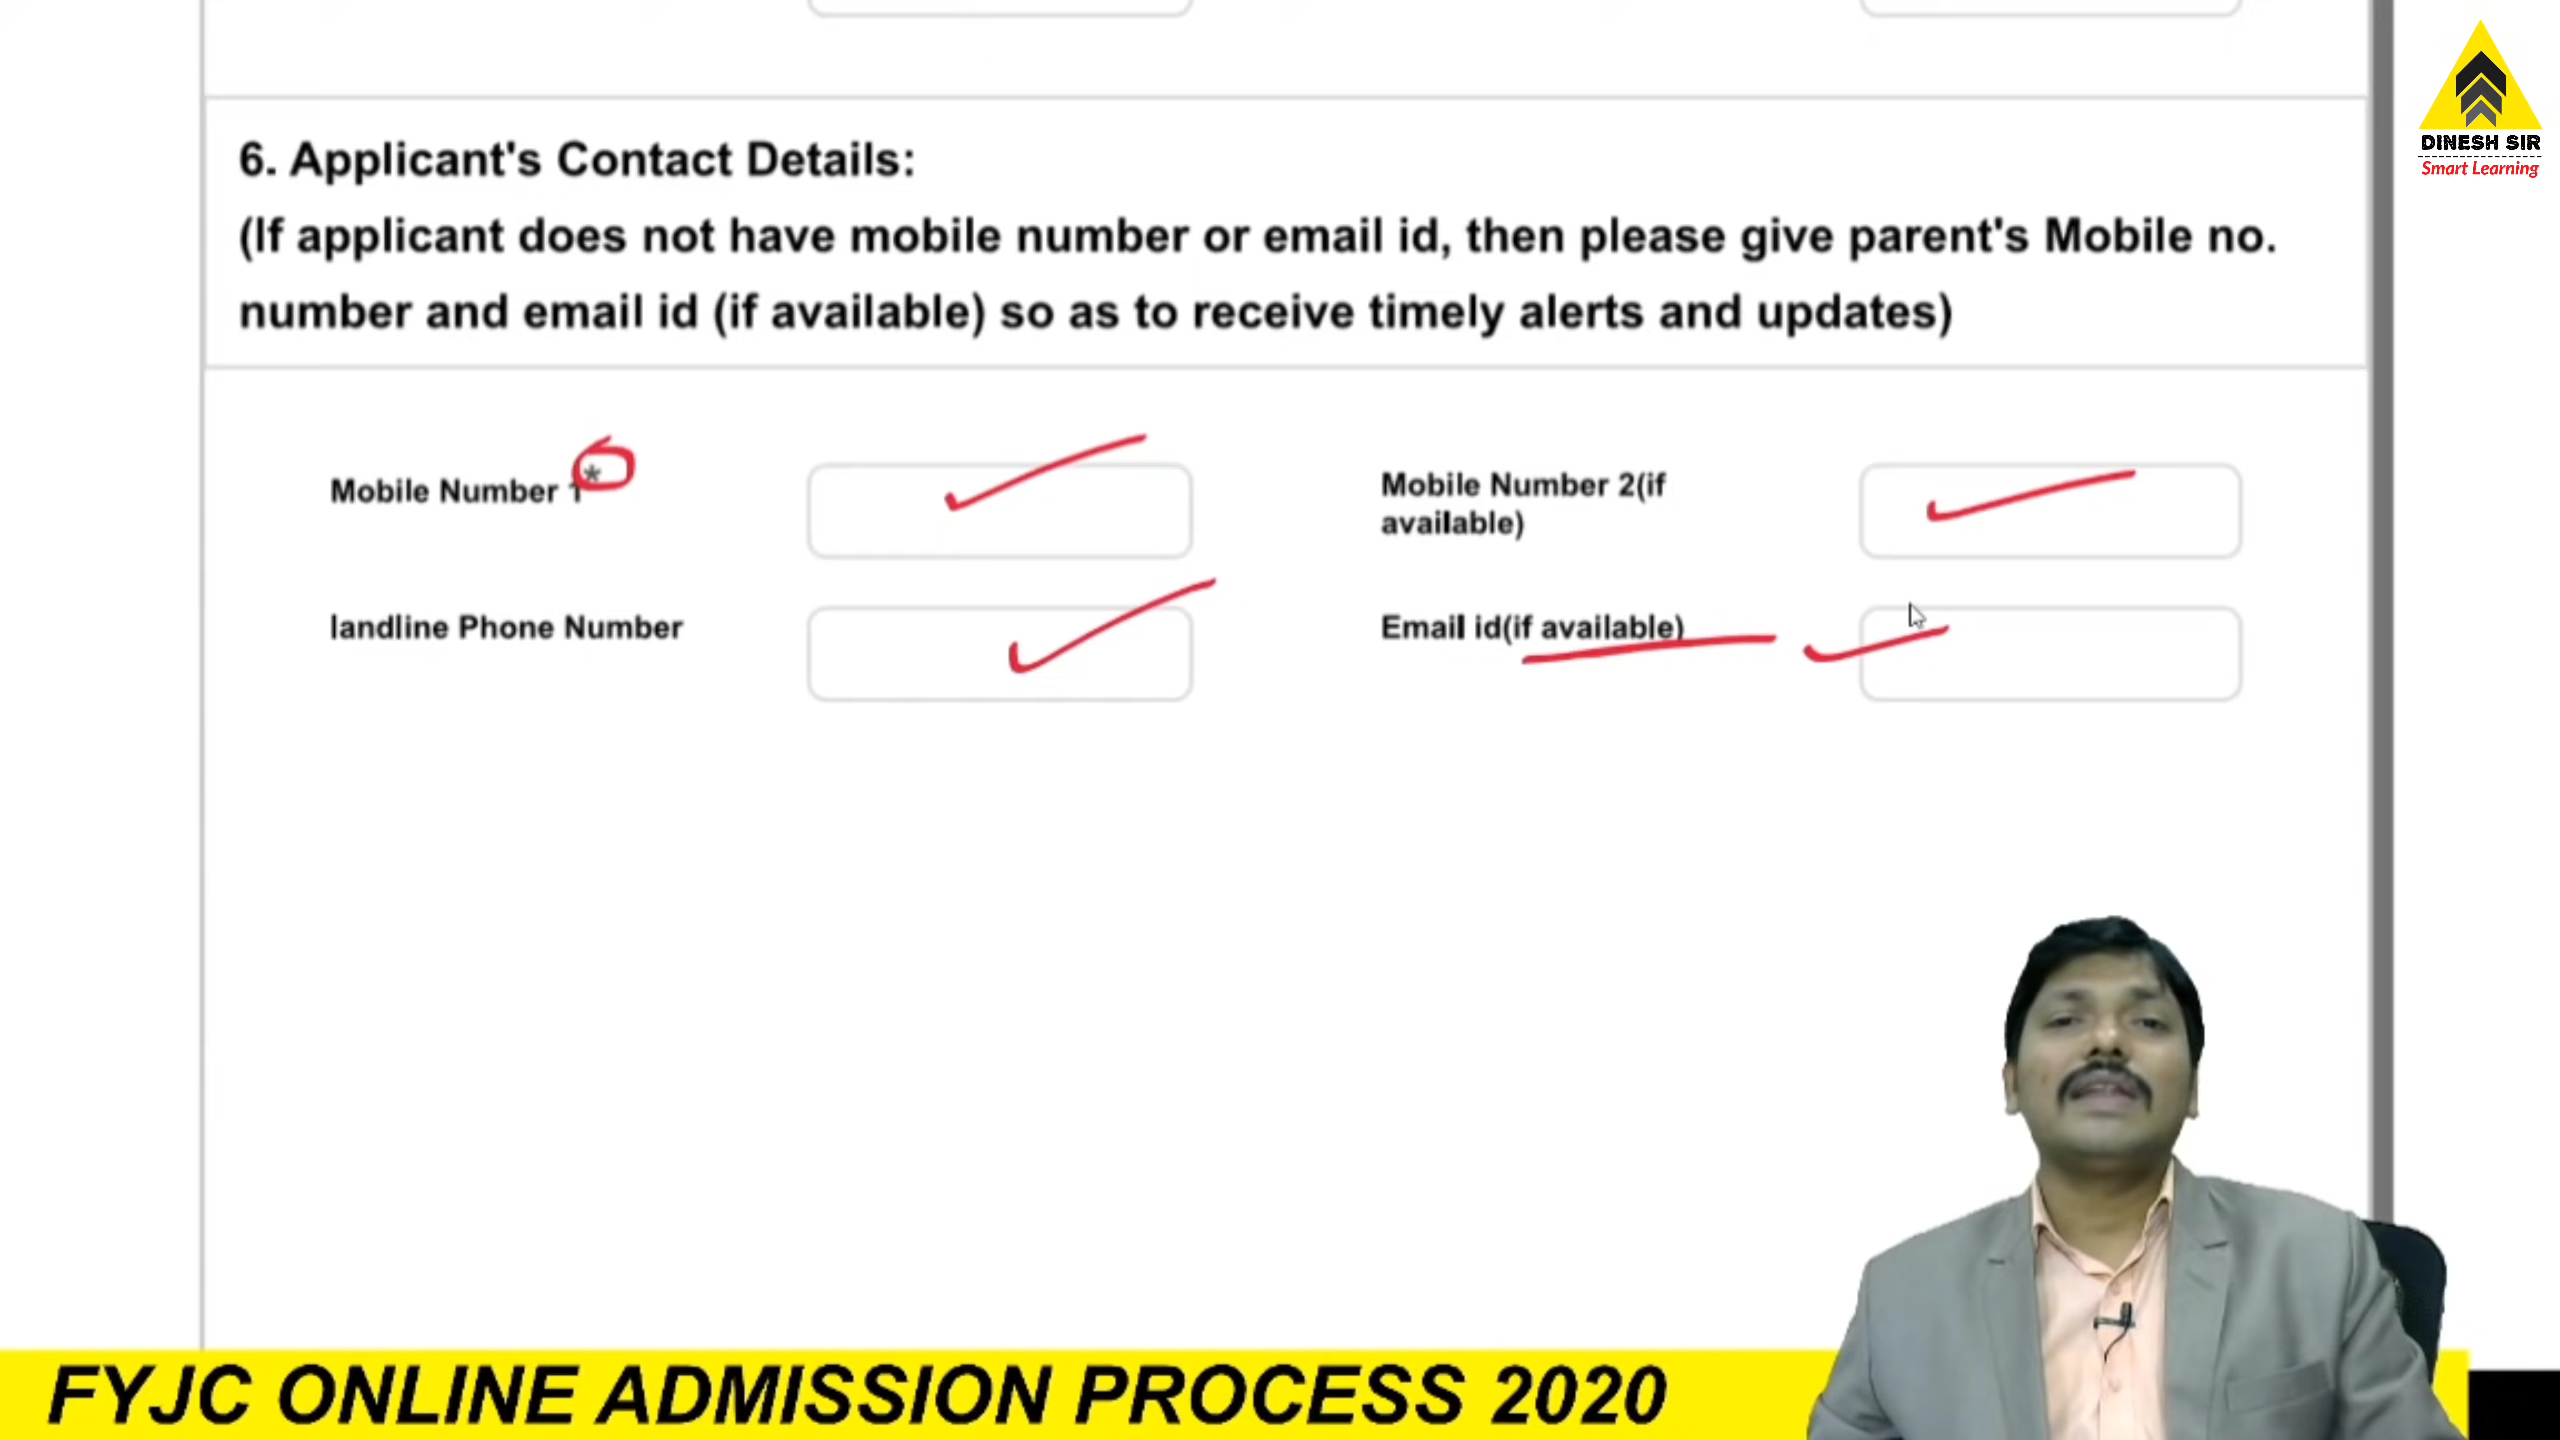 DINESH SIR
Smart Learning
6. Applicant's Contact Details:
(If applicant does not have mobile number or email id, then please give parent's Mobile no.
number and email id (if available) so as to receive timely alerts and updates)
Mobile Number 1*
Mobile Number 2(if
available)
landline Phone Number
Email id(if available)
FYJC ONLINE ADMISSION PROCESS 2020